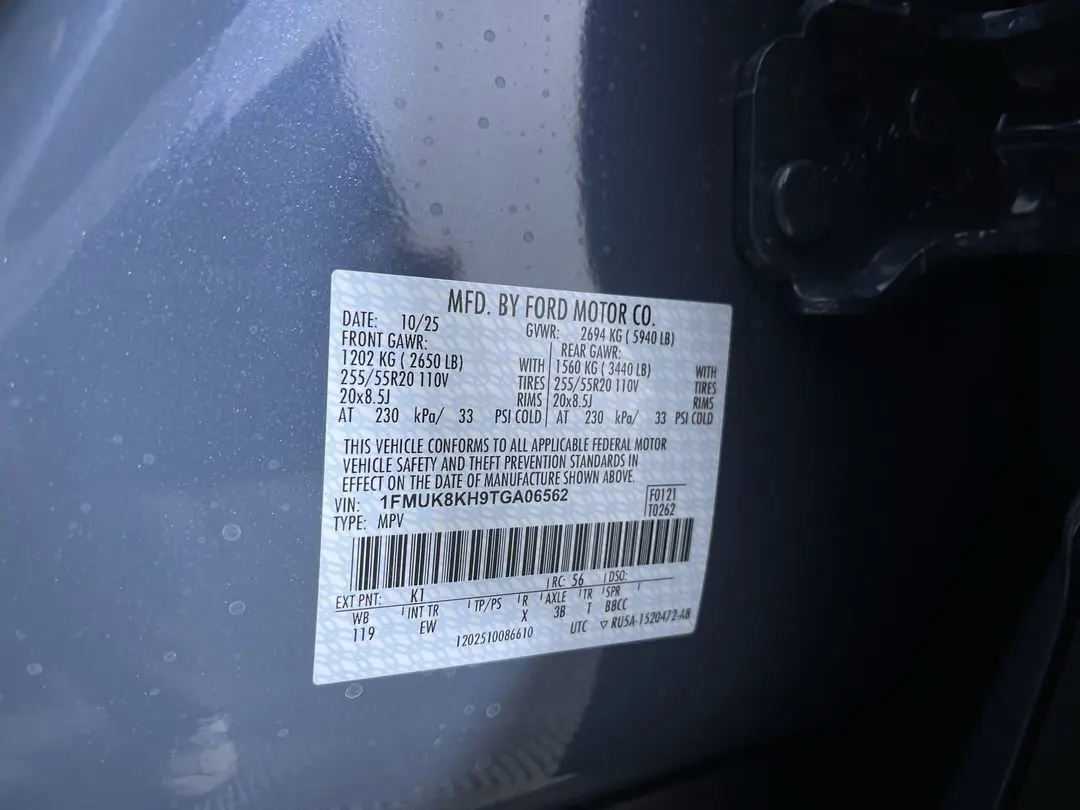 MFD. BY FORD MOTOR CO.
DATE: 10/25 GVWR: 2694 KG ( 5940 LB)
FRONT GAWR: REAR GAWR:
1202 KG ( 2650 LB) WITH 1560 KG ( 3440 LB) WITH
255/55R20 110V TIRES 255/55R20 110V TIRES
20x8.5J RIMS 20x8.5J RIMS
AT 230 kPa/ 33 PSI COLD AT 230 kPa/ 33 PSI COLD
THIS VEHICLE CONFORMS TO ALL APPLICABLE FEDERAL MOTOR
VEHICLE SAFETY AND THEFT PREVENTION STANDARDS IN
EFFECT ON THE DATE OF MANUFACTURE SHOWN ABOVE.
VIN: 1FMUK8KH9TGA06562 F0121
TYPE: MPV T0262
EXT PNT: K1 RC: 56 DSO:
WB INT TR TP/PS R AXLE TR SPR
119 EW X 3B T BBCC
1202510086610 UTC ▽ RU5A-1520472-AB